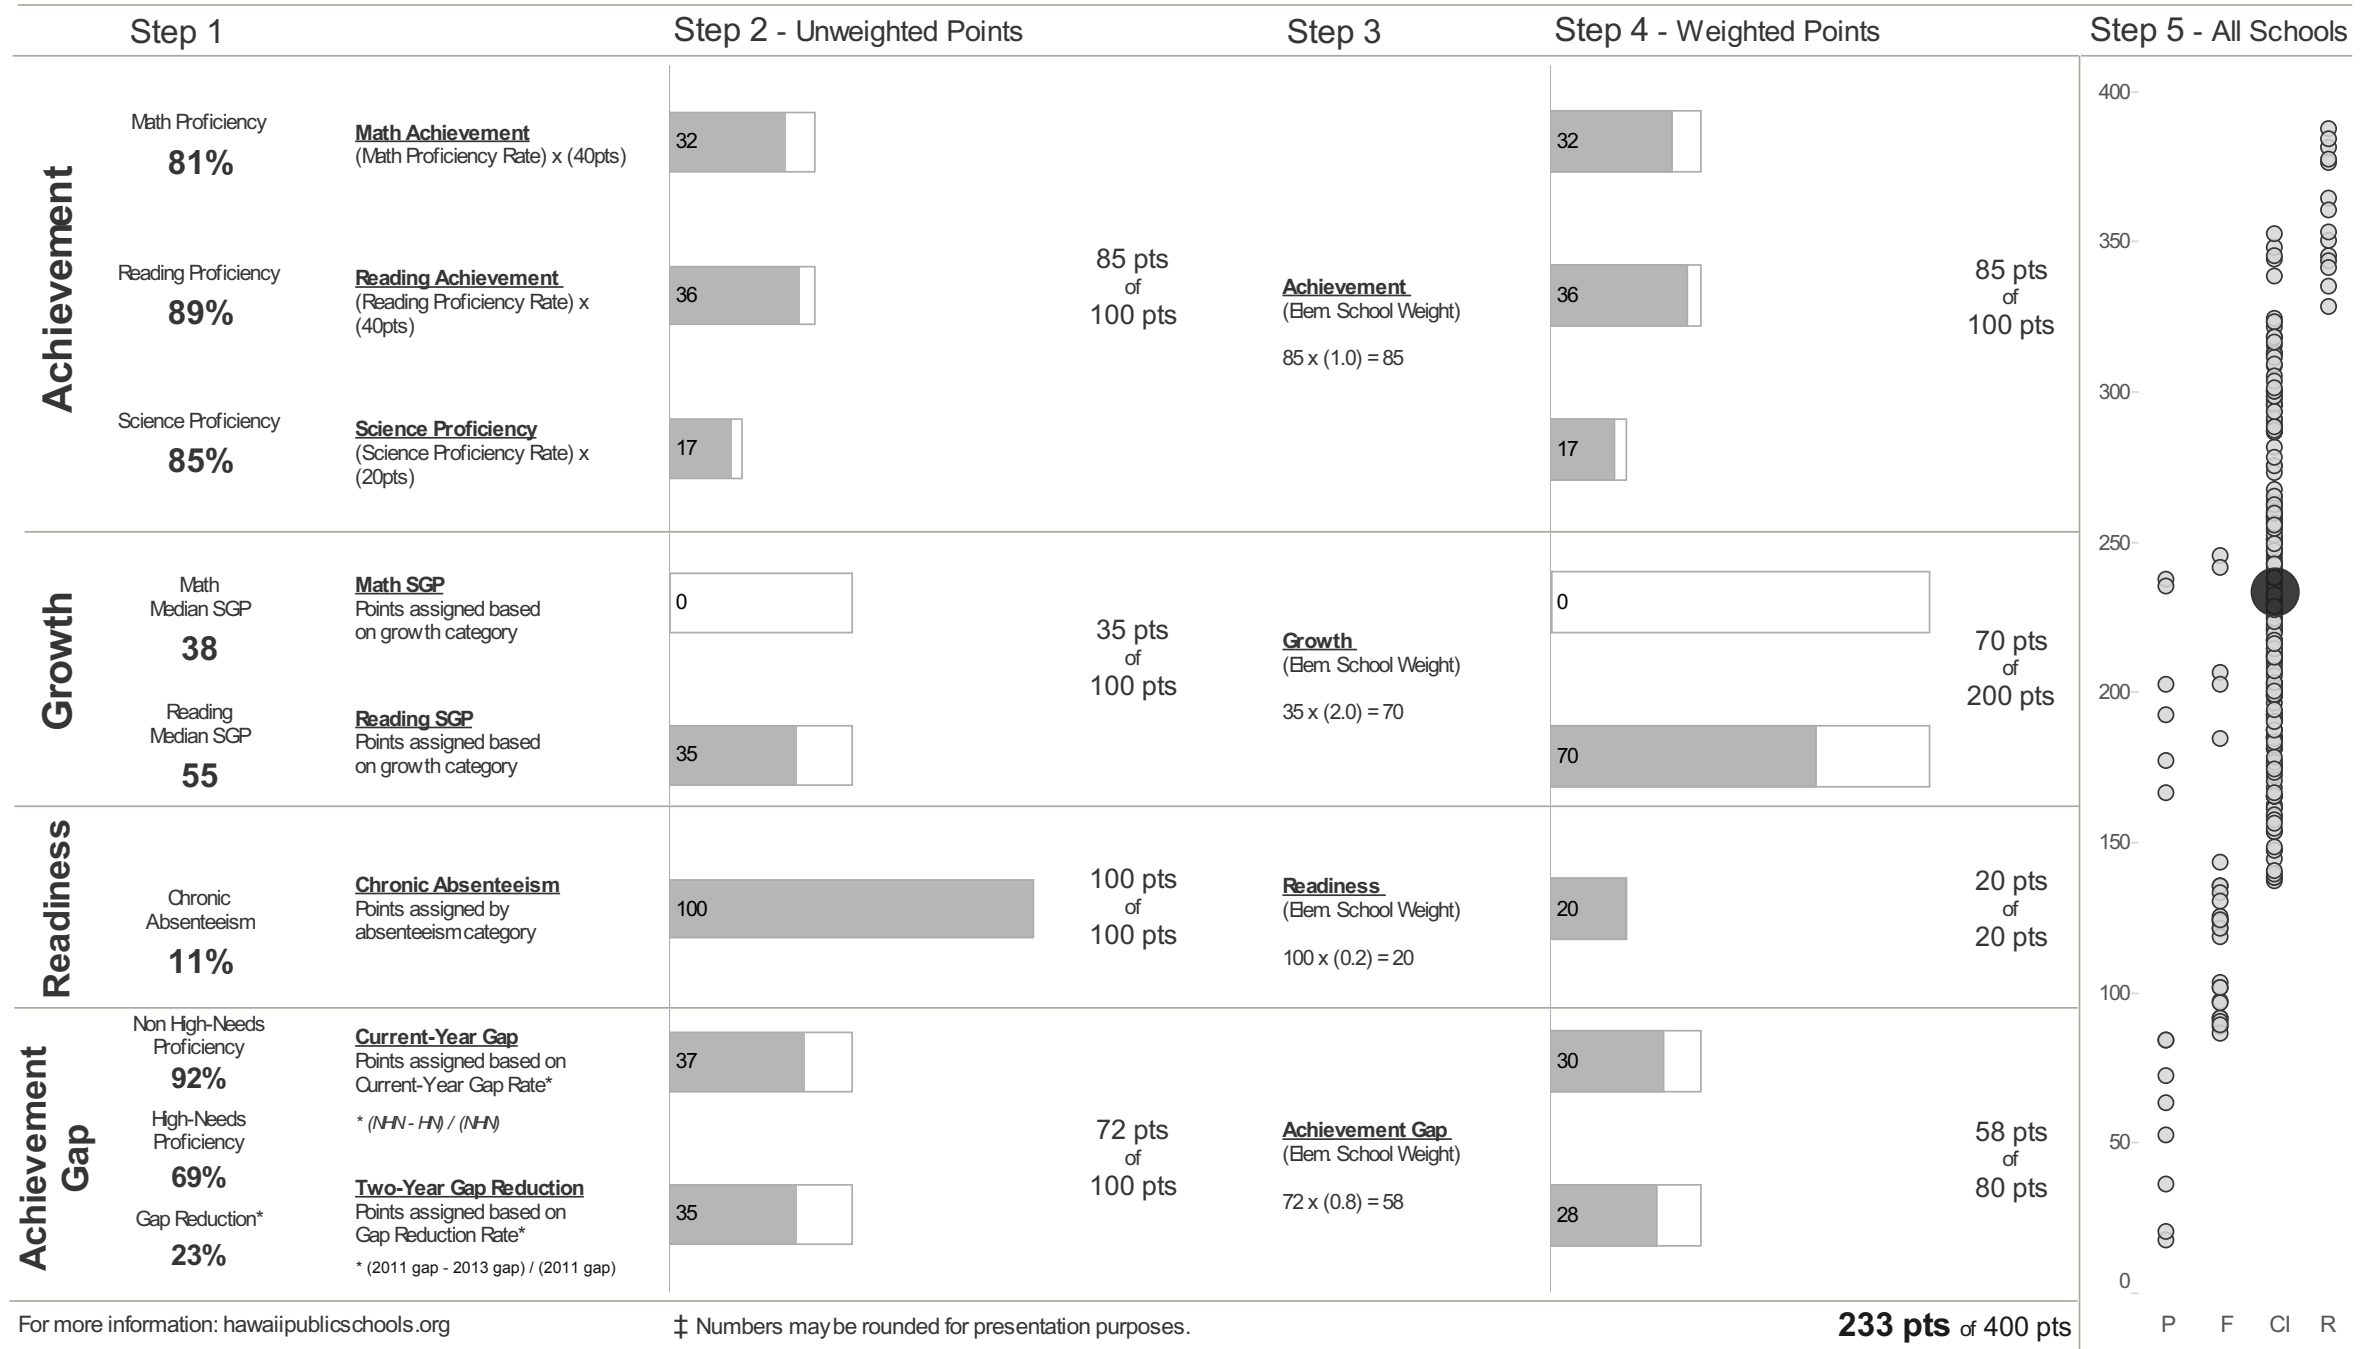 Step 1
Step 2 - Unweighted Points
Step 3
Step 4 - Weighted Points
Step 5 - All Schools
Achievement
Math Proficiency
81%
Math Achievement
(Math Proficiency Rate) x (40pts)
32
32
Reading Proficiency
89%
Reading Achievement
(Reading Proficiency Rate) x
(40pts)
36
85 pts
of
100 pts
Achievement
(Elem. School Weight)
85 x (1.0) = 85
36
85 pts
of
100 pts
Science Proficiency
85%
Science Proficiency
(Science Proficiency Rate) x
(20pts)
17
17
Growth
Math
Median SGP
38
Math SGP
Points assigned based
on growth category
0
35 pts
of
100 pts
Growth
(Elem. School Weight)
35 x (2.0) = 70
0
70 pts
of
200 pts
Reading
Median SGP
55
Reading SGP
Points assigned based
on growth category
35
70
Readiness
Chronic
Absenteeism
11%
Chronic Absenteeism
Points assigned by
absenteeism category
100
100 pts
of
100 pts
Readiness
(Elem. School Weight)
100 x (0.2) = 20
20
20 pts
of
20 pts
Achievement
Gap
Non High-Needs
Proficiency
92%
High-Needs
Proficiency
69%
Gap Reduction*
23%
Current-Year Gap
Points assigned based on
Current-Year Gap Rate*
* (NHN - HN) / (NHN)
Two-Year Gap Reduction
Points assigned based on
Gap Reduction Rate*
* (2011 gap - 2013 gap) / (2011 gap)
37
35
72 pts
of
100 pts
Achievement Gap
(Elem. School Weight)
72 x (0.8) = 58
30
28
58 pts
of
80 pts
400
350
300
250
200
150
100
50
0
P F CI R
For more information: hawaiipublicschools.org
‡ Numbers may be rounded for presentation purposes.
233 pts of 400 pts